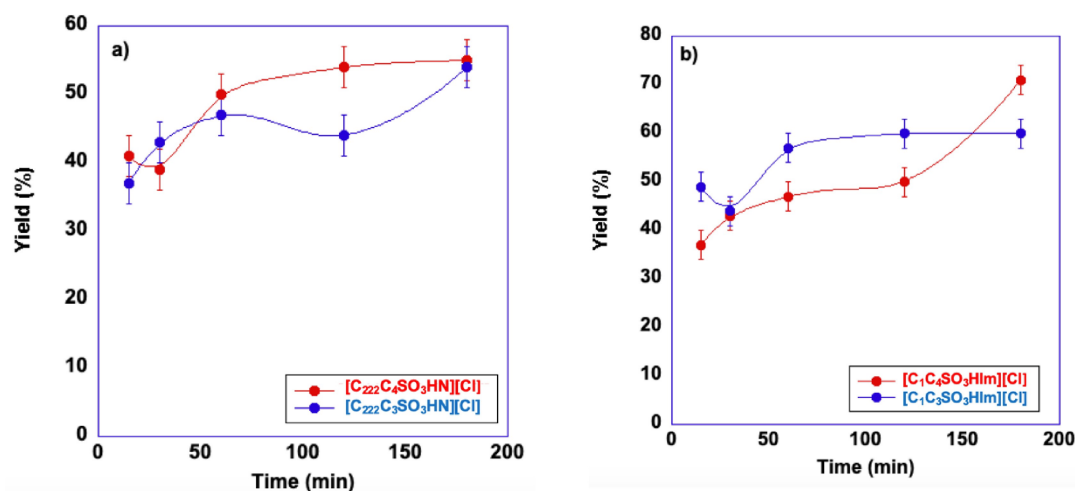 a)
Yield (%)
60
50
40
30
20
10
0
0 50 100 150 200
Time (min)
[C₂₂₂C₄SO₃HN][Cl]
[C₂₂₂C₃SO₃HN][Cl]
b)
Yield (%)
80
70
60
50
40
30
20
10
0
0 50 100 150 200
Time (min)
[C₁C₄SO₃HIm][Cl]
[C₁C₃SO₃HIm][Cl]